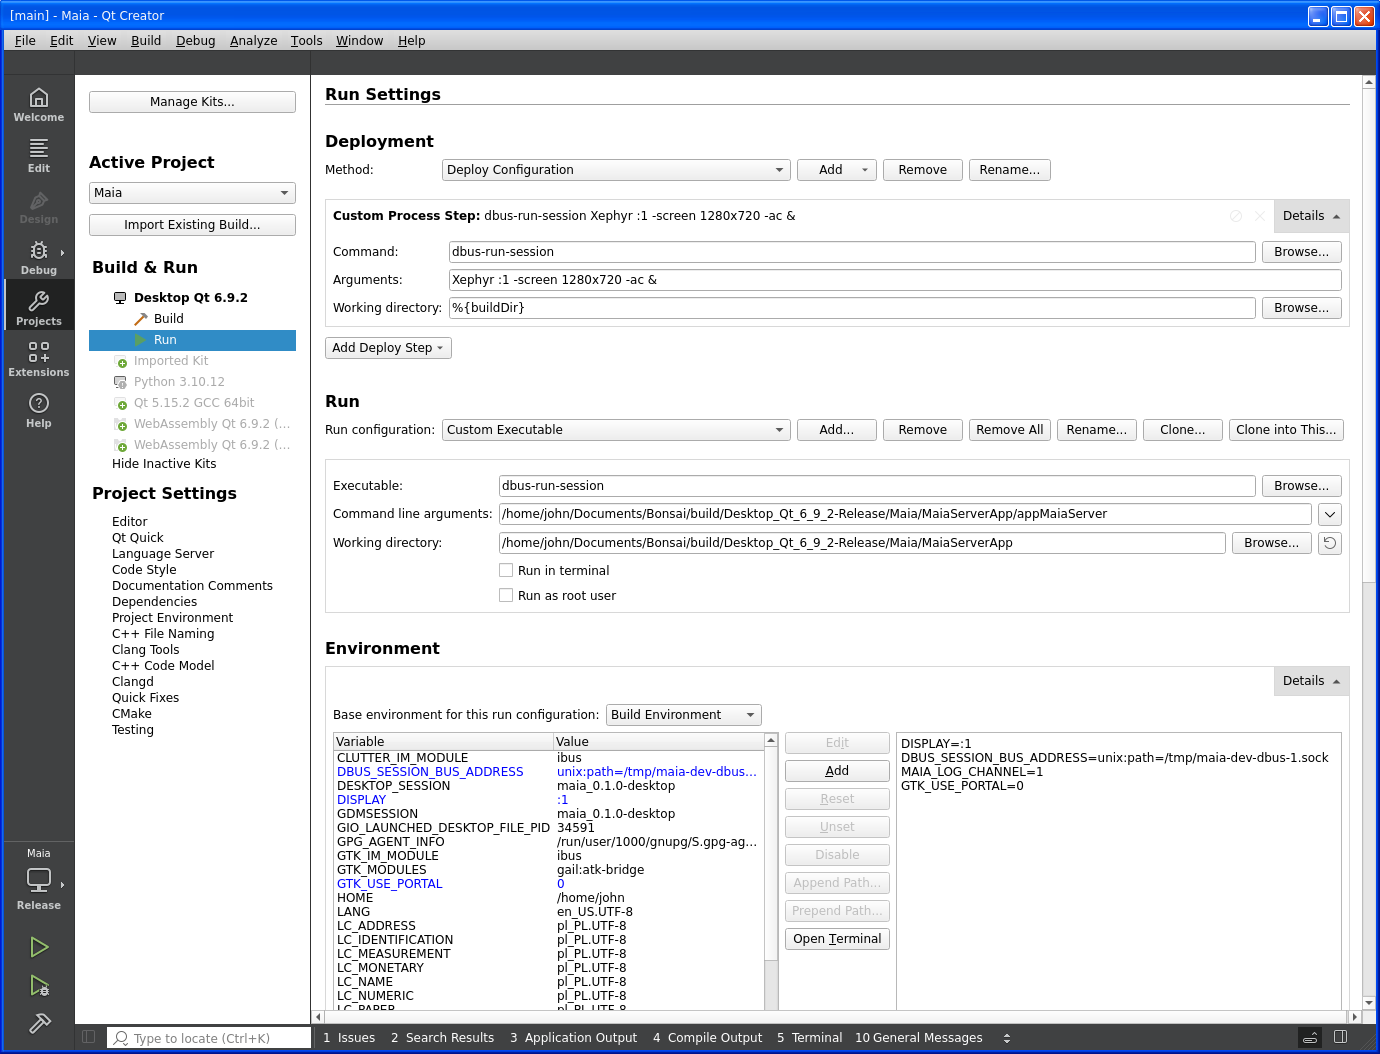 [main] - Maia - Qt Creator
File Edit View Build Debug Analyze Tools Window Help
Welcome
Edit
Design
Debug
Projects
Extensions
Help
Maia
Release
Manage Kits...
Active Project
Maia
Import Existing Build...
Build & Run
Desktop Qt 6.9.2
Build
Run
Imported Kit
Python 3.10.12
Qt 5.15.2 GCC 64bit
WebAssembly Qt 6.9.2 (...
WebAssembly Qt 6.9.2 (...
Hide Inactive Kits
Project Settings
Editor
Qt Quick
Language Server
Code Style
Documentation Comments
Dependencies
Project Environment
C++ File Naming
Clang Tools
C++ Code Model
Clangd
Quick Fixes
CMake
Testing
Run Settings
Deployment
Method: Deploy Configuration Add Remove Rename...
Custom Process Step: dbus-run-session Xephyr :1 -screen 1280x720 -ac & Details
Command: dbus-run-session Browse...
Arguments: Xephyr :1 -screen 1280x720 -ac &
Working directory: %{buildDir} Browse...
Add Deploy Step
Run
Run configuration: Custom Executable Add... Remove Remove All Rename... Clone... Clone into This...
Executable: dbus-run-session Browse...
Command line arguments: /home/john/Documents/Bonsai/build/Desktop_Qt_6_9_2-Release/Maia/MaiaServerApp/appMaiaServer
Working directory: /home/john/Documents/Bonsai/build/Desktop_Qt_6_9_2-Release/Maia/MaiaServerApp Browse...
Run in terminal
Run as root user
Environment
Details
Base environment for this run configuration: Build Environment
Variable Value
CLUTTER_IM_MODULE ibus
DBUS_SESSION_BUS_ADDRESS unix:path=/tmp/maia-dev-dbus...
DESKTOP_SESSION maia_0.1.0-desktop
DISPLAY :1
GDMSESSION maia_0.1.0-desktop
GIO_LAUNCHED_DESKTOP_FILE_PID 34591
GPG_AGENT_INFO /run/user/1000/gnupg/S.gpg-ag...
GTK_IM_MODULE ibus
GTK_MODULES gail:atk-bridge
GTK_USE_PORTAL 0
HOME /home/john
LANG en_US.UTF-8
LC_ADDRESS pl_PL.UTF-8
LC_IDENTIFICATION pl_PL.UTF-8
LC_MEASUREMENT pl_PL.UTF-8
LC_MONETARY pl_PL.UTF-8
LC_NAME pl_PL.UTF-8
LC_NUMERIC pl_PL.UTF-8
LC_PAPER pl_PL.UTF-8
Edit
Add
Reset
Unset
Disable
Append Path...
Prepend Path...
Open Terminal
DISPLAY=:1
DBUS_SESSION_BUS_ADDRESS=unix:path=/tmp/maia-dev-dbus-1.sock
MAIA_LOG_CHANNEL=1
GTK_USE_PORTAL=0
Type to locate (Ctrl+K) 1 Issues 2 Search Results 3 Application Output 4 Compile Output 5 Terminal 10 General Messages